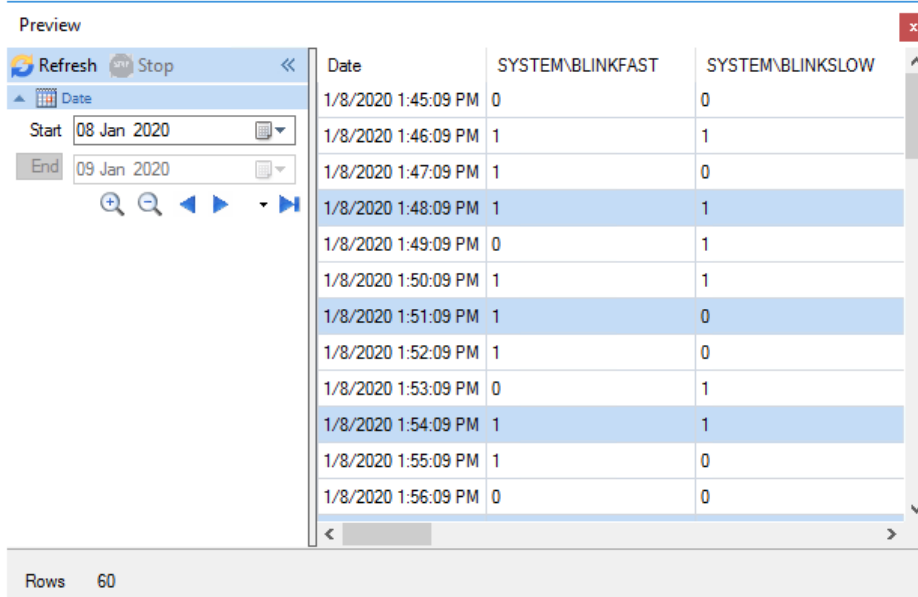 Preview
x
Refresh STOP Stop «
Date
Start 08 Jan 2020
End 09 Jan 2020
Date SYSTEM\BLINKFAST SYSTEM\BLINKSLOW
1/8/2020 1:45:09 PM 0 0
1/8/2020 1:46:09 PM 1 1
1/8/2020 1:47:09 PM 1 0
1/8/2020 1:48:09 PM 1 1
1/8/2020 1:49:09 PM 0 1
1/8/2020 1:50:09 PM 1 1
1/8/2020 1:51:09 PM 1 0
1/8/2020 1:52:09 PM 1 0
1/8/2020 1:53:09 PM 0 1
1/8/2020 1:54:09 PM 1 1
1/8/2020 1:55:09 PM 1 0
1/8/2020 1:56:09 PM 0 0
Rows 60